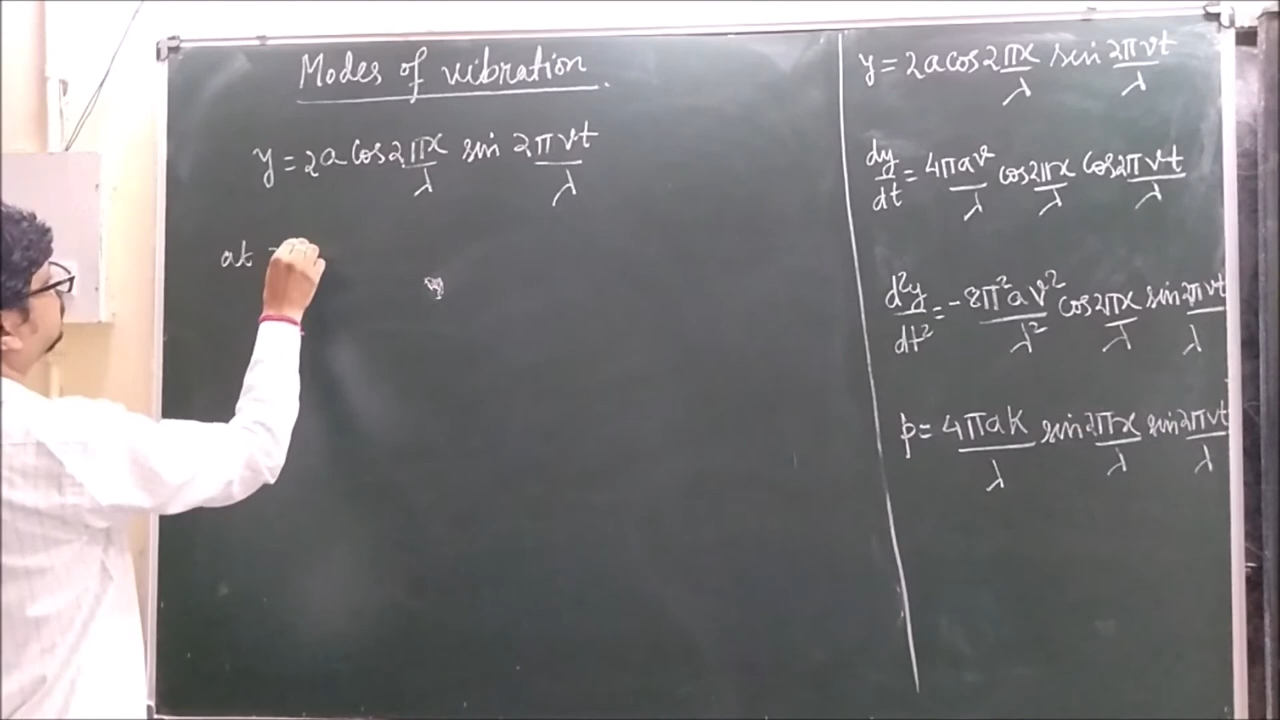 Modes of vibration.
y = 2a cos 2πx/λ sin 2πvt/λ
at
y = 2a cos 2πx/λ sin 2πvt/λ
dy/dt = 4πav/λ cos 2πx/λ cos 2πvt/λ
d²y/dt² = -8π²av²/λ² cos 2πx/λ sin 2πvt/λ
p = 4πak/λ sin 2πx/λ sin 2πvt/λ